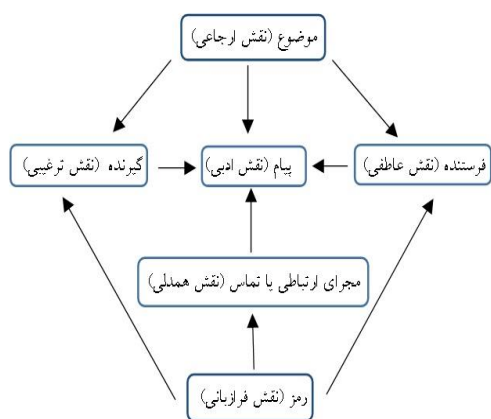 موضوع (نقش ارجاعی)
فرستنده (نقش عاطفی)
پیام (نقش ادبی)
گیرنده (نقش ترغیبی)
مجرای ارتباطی یا تماس (نقش همدلی)
رمز (نقش فرازبانی)